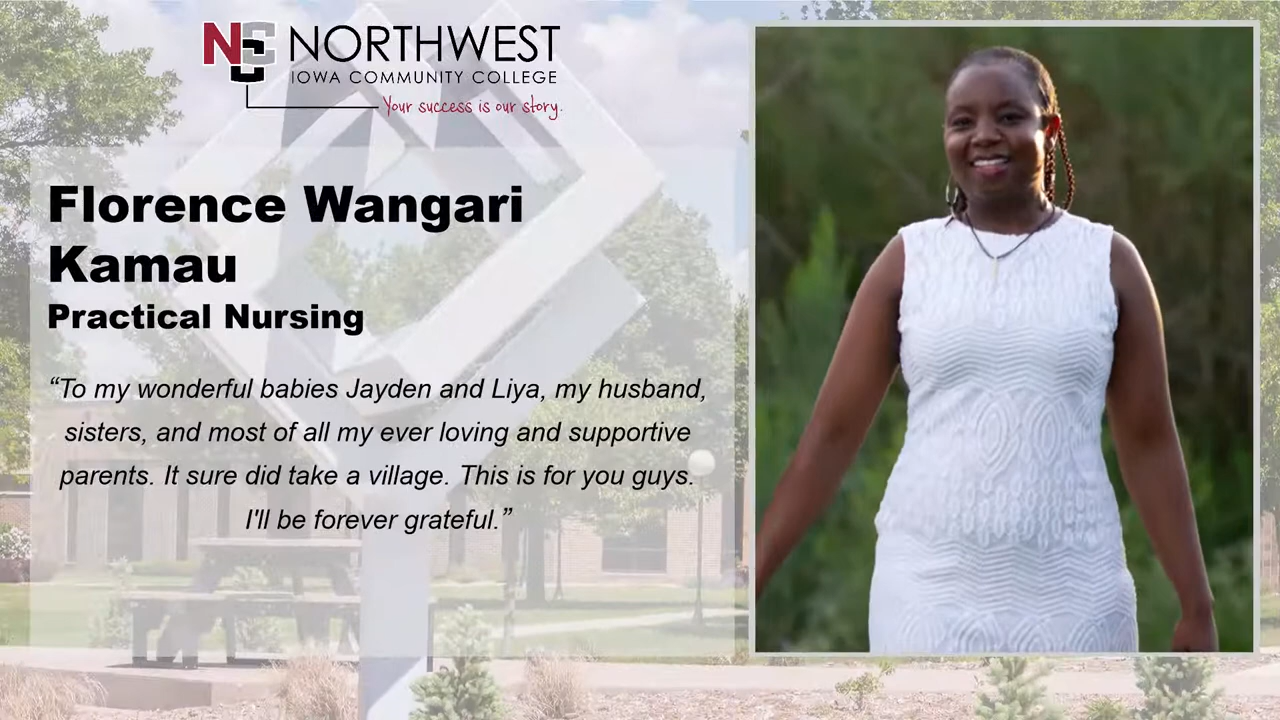 NCC NORTHWEST
IOWA COMMUNITY COLLEGE
Your success is our story.
Florence Wangari
Kamau
Practical Nursing
“To my wonderful babies Jayden and Liya, my husband,
sisters, and most of all my ever loving and supportive
parents. It sure did take a village. This is for you guys.
I'll be forever grateful.”